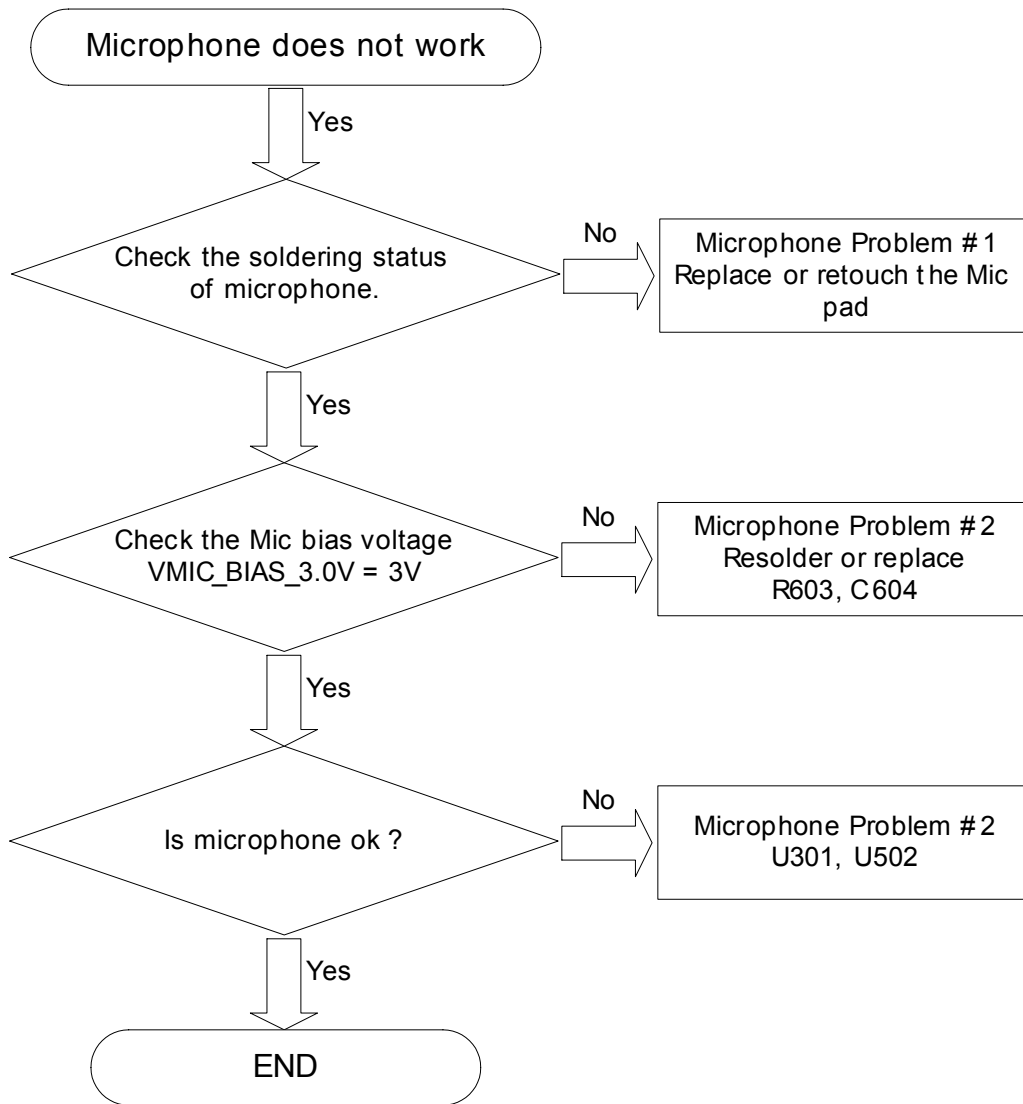 Microphone does not work
Yes
Check the soldering status
of microphone.
No
Microphone Problem #1
Replace or retouch the Mic
pad
Yes
Check the Mic bias voltage
VMIC_BIAS_3.0V = 3V
No
Microphone Problem #2
Resolder or replace
R603, C604
Yes
Is microphone ok ?
No
Microphone Problem #2
U301, U502
Yes
END